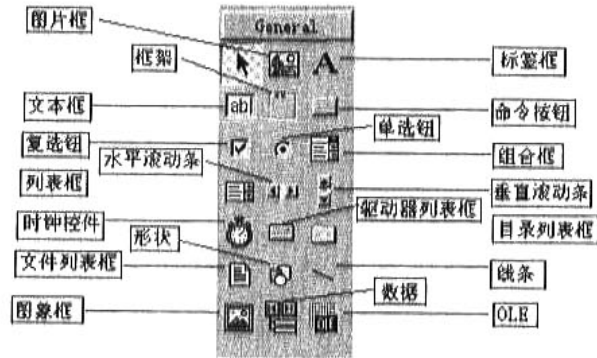 图片框
General
框架
标签框
A
文本框
ab
xv
命令按钮
单选钮
复选钮
水平滚动条
组合框
列表框
垂直滚动条
驱动器列表框
时钟控件
形状
目录列表框
文件列表框
线条
数据
图象框
OLE